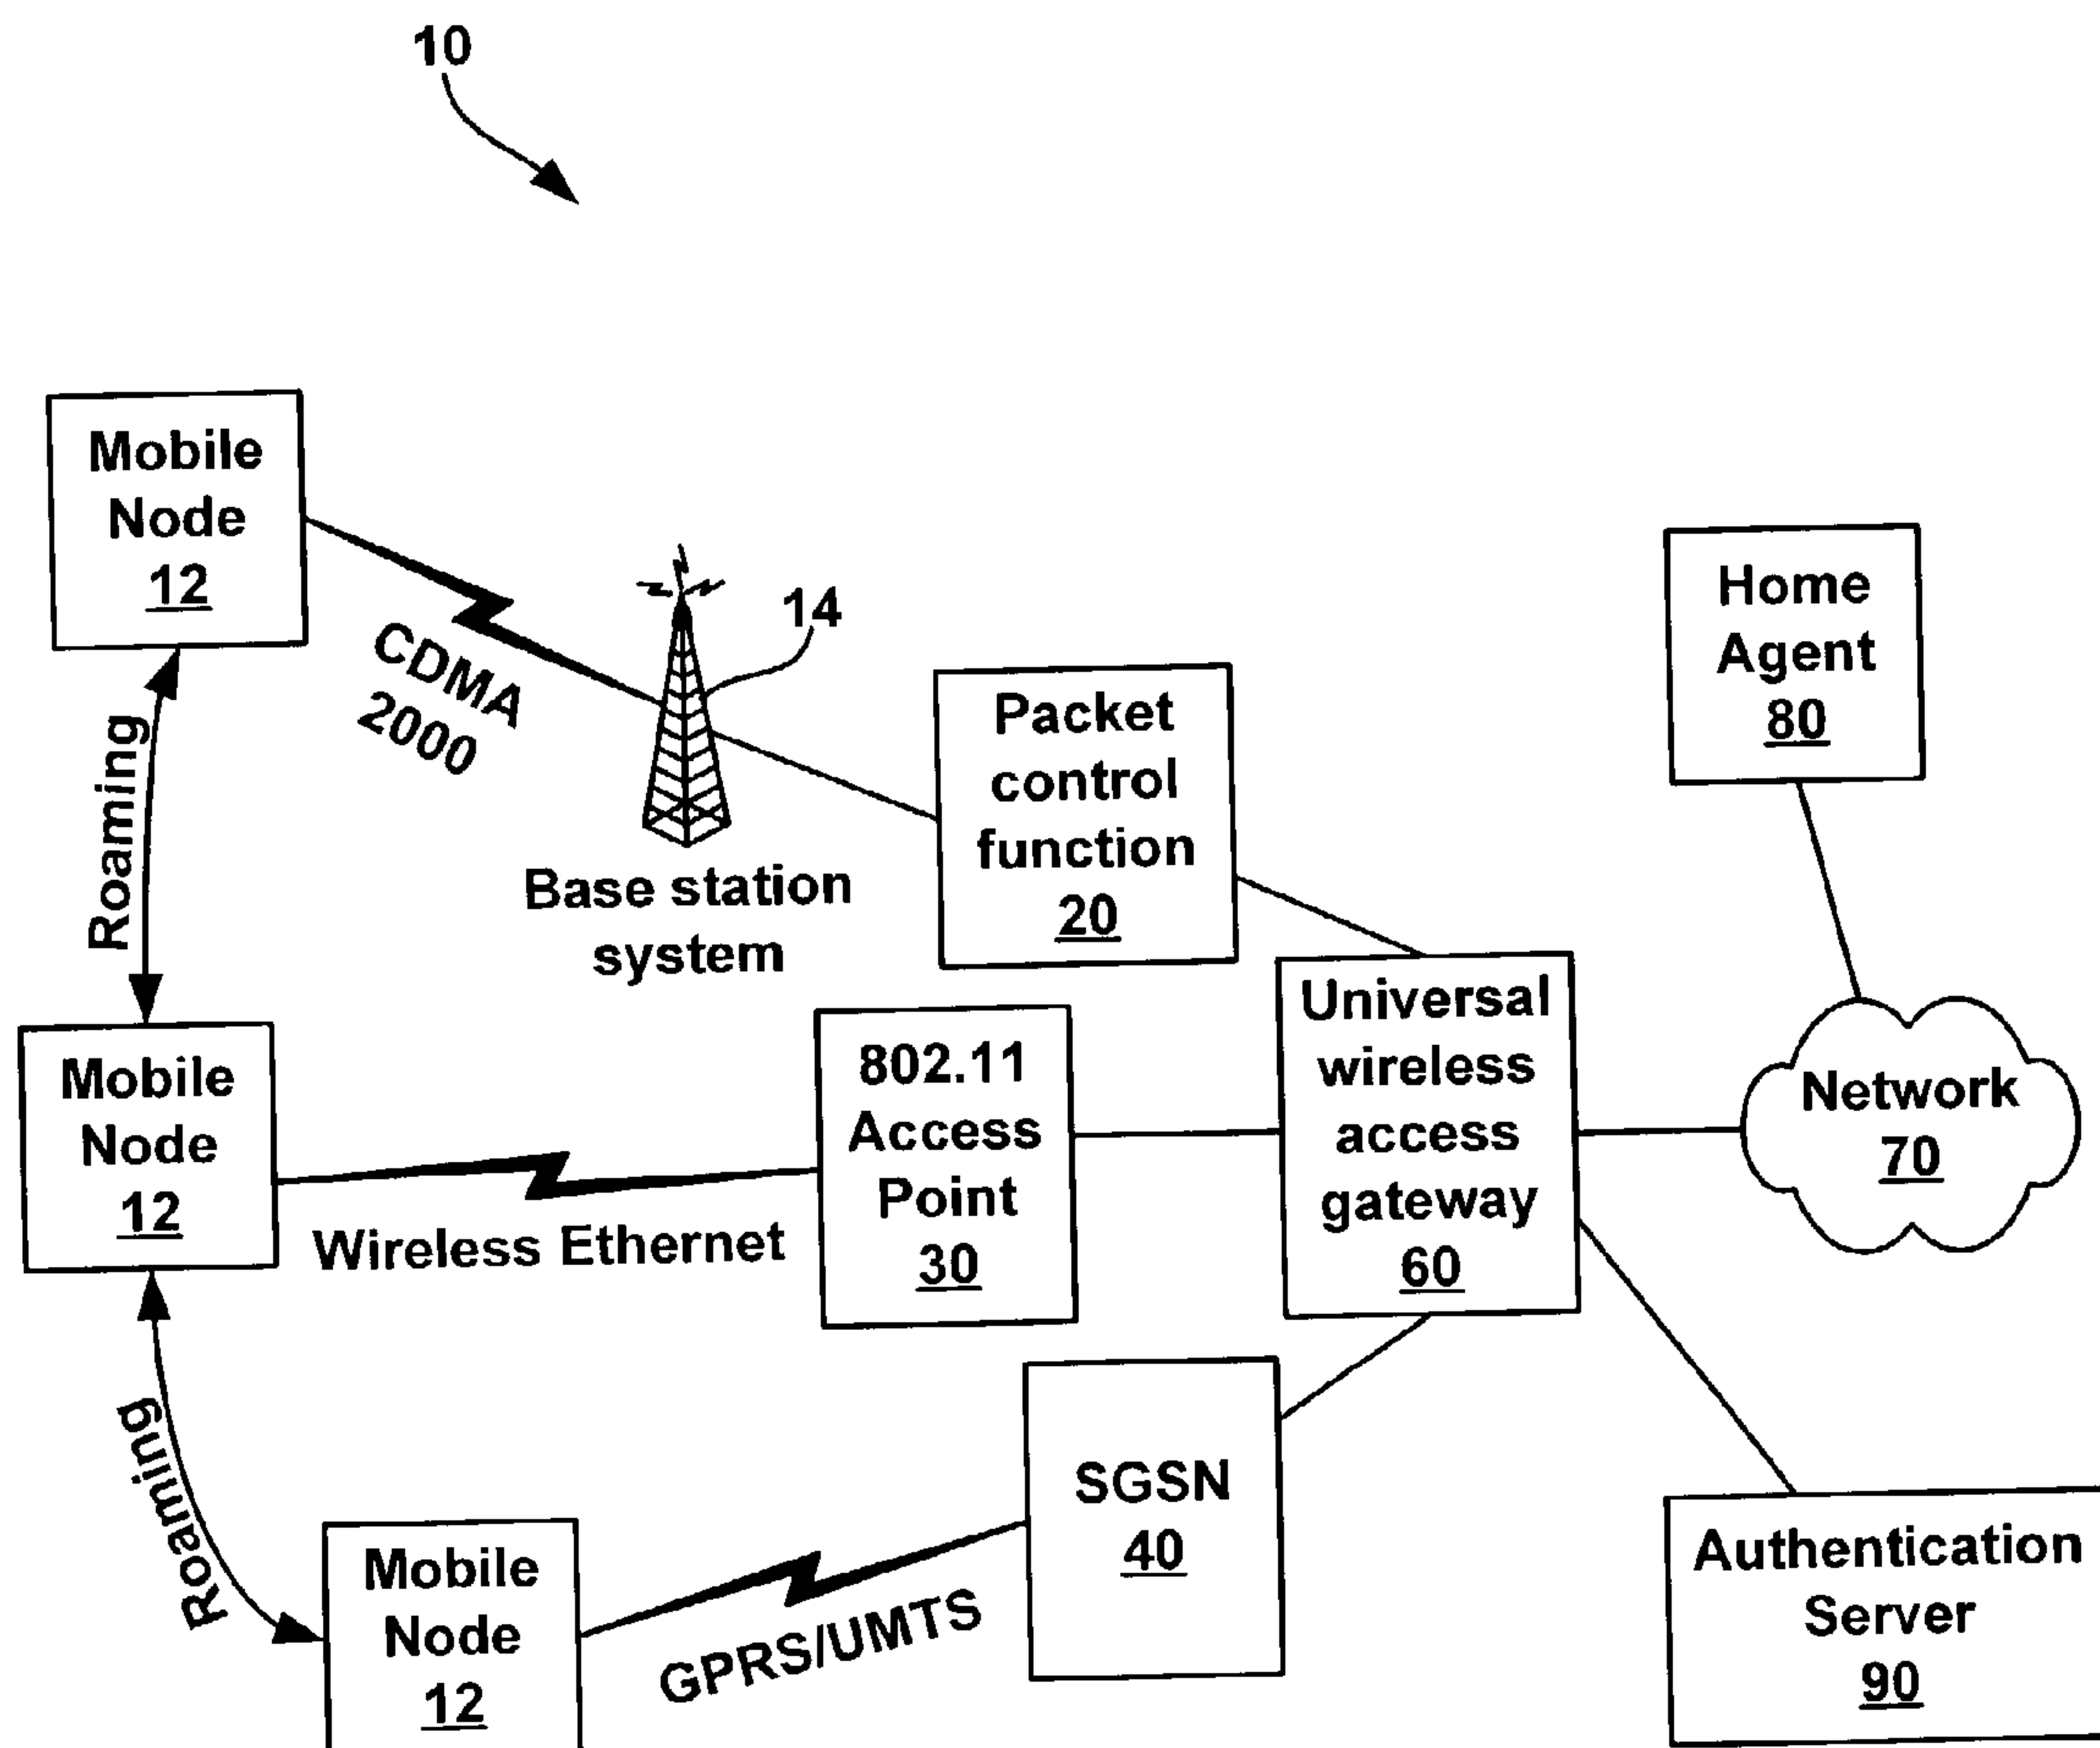 10
Mobile
Node
12
CDMA
2000
14
Base station
system
Packet
control
function
20
Home
Agent
80
Roaming
Mobile
Node
12
Wireless Ethernet
802.11
Access
Point
30
Universal
wireless
access
gateway
60
Network
70
Roaming
Mobile
Node
12
GPRS/UMTS
SGSN
40
Authentication
Server
90